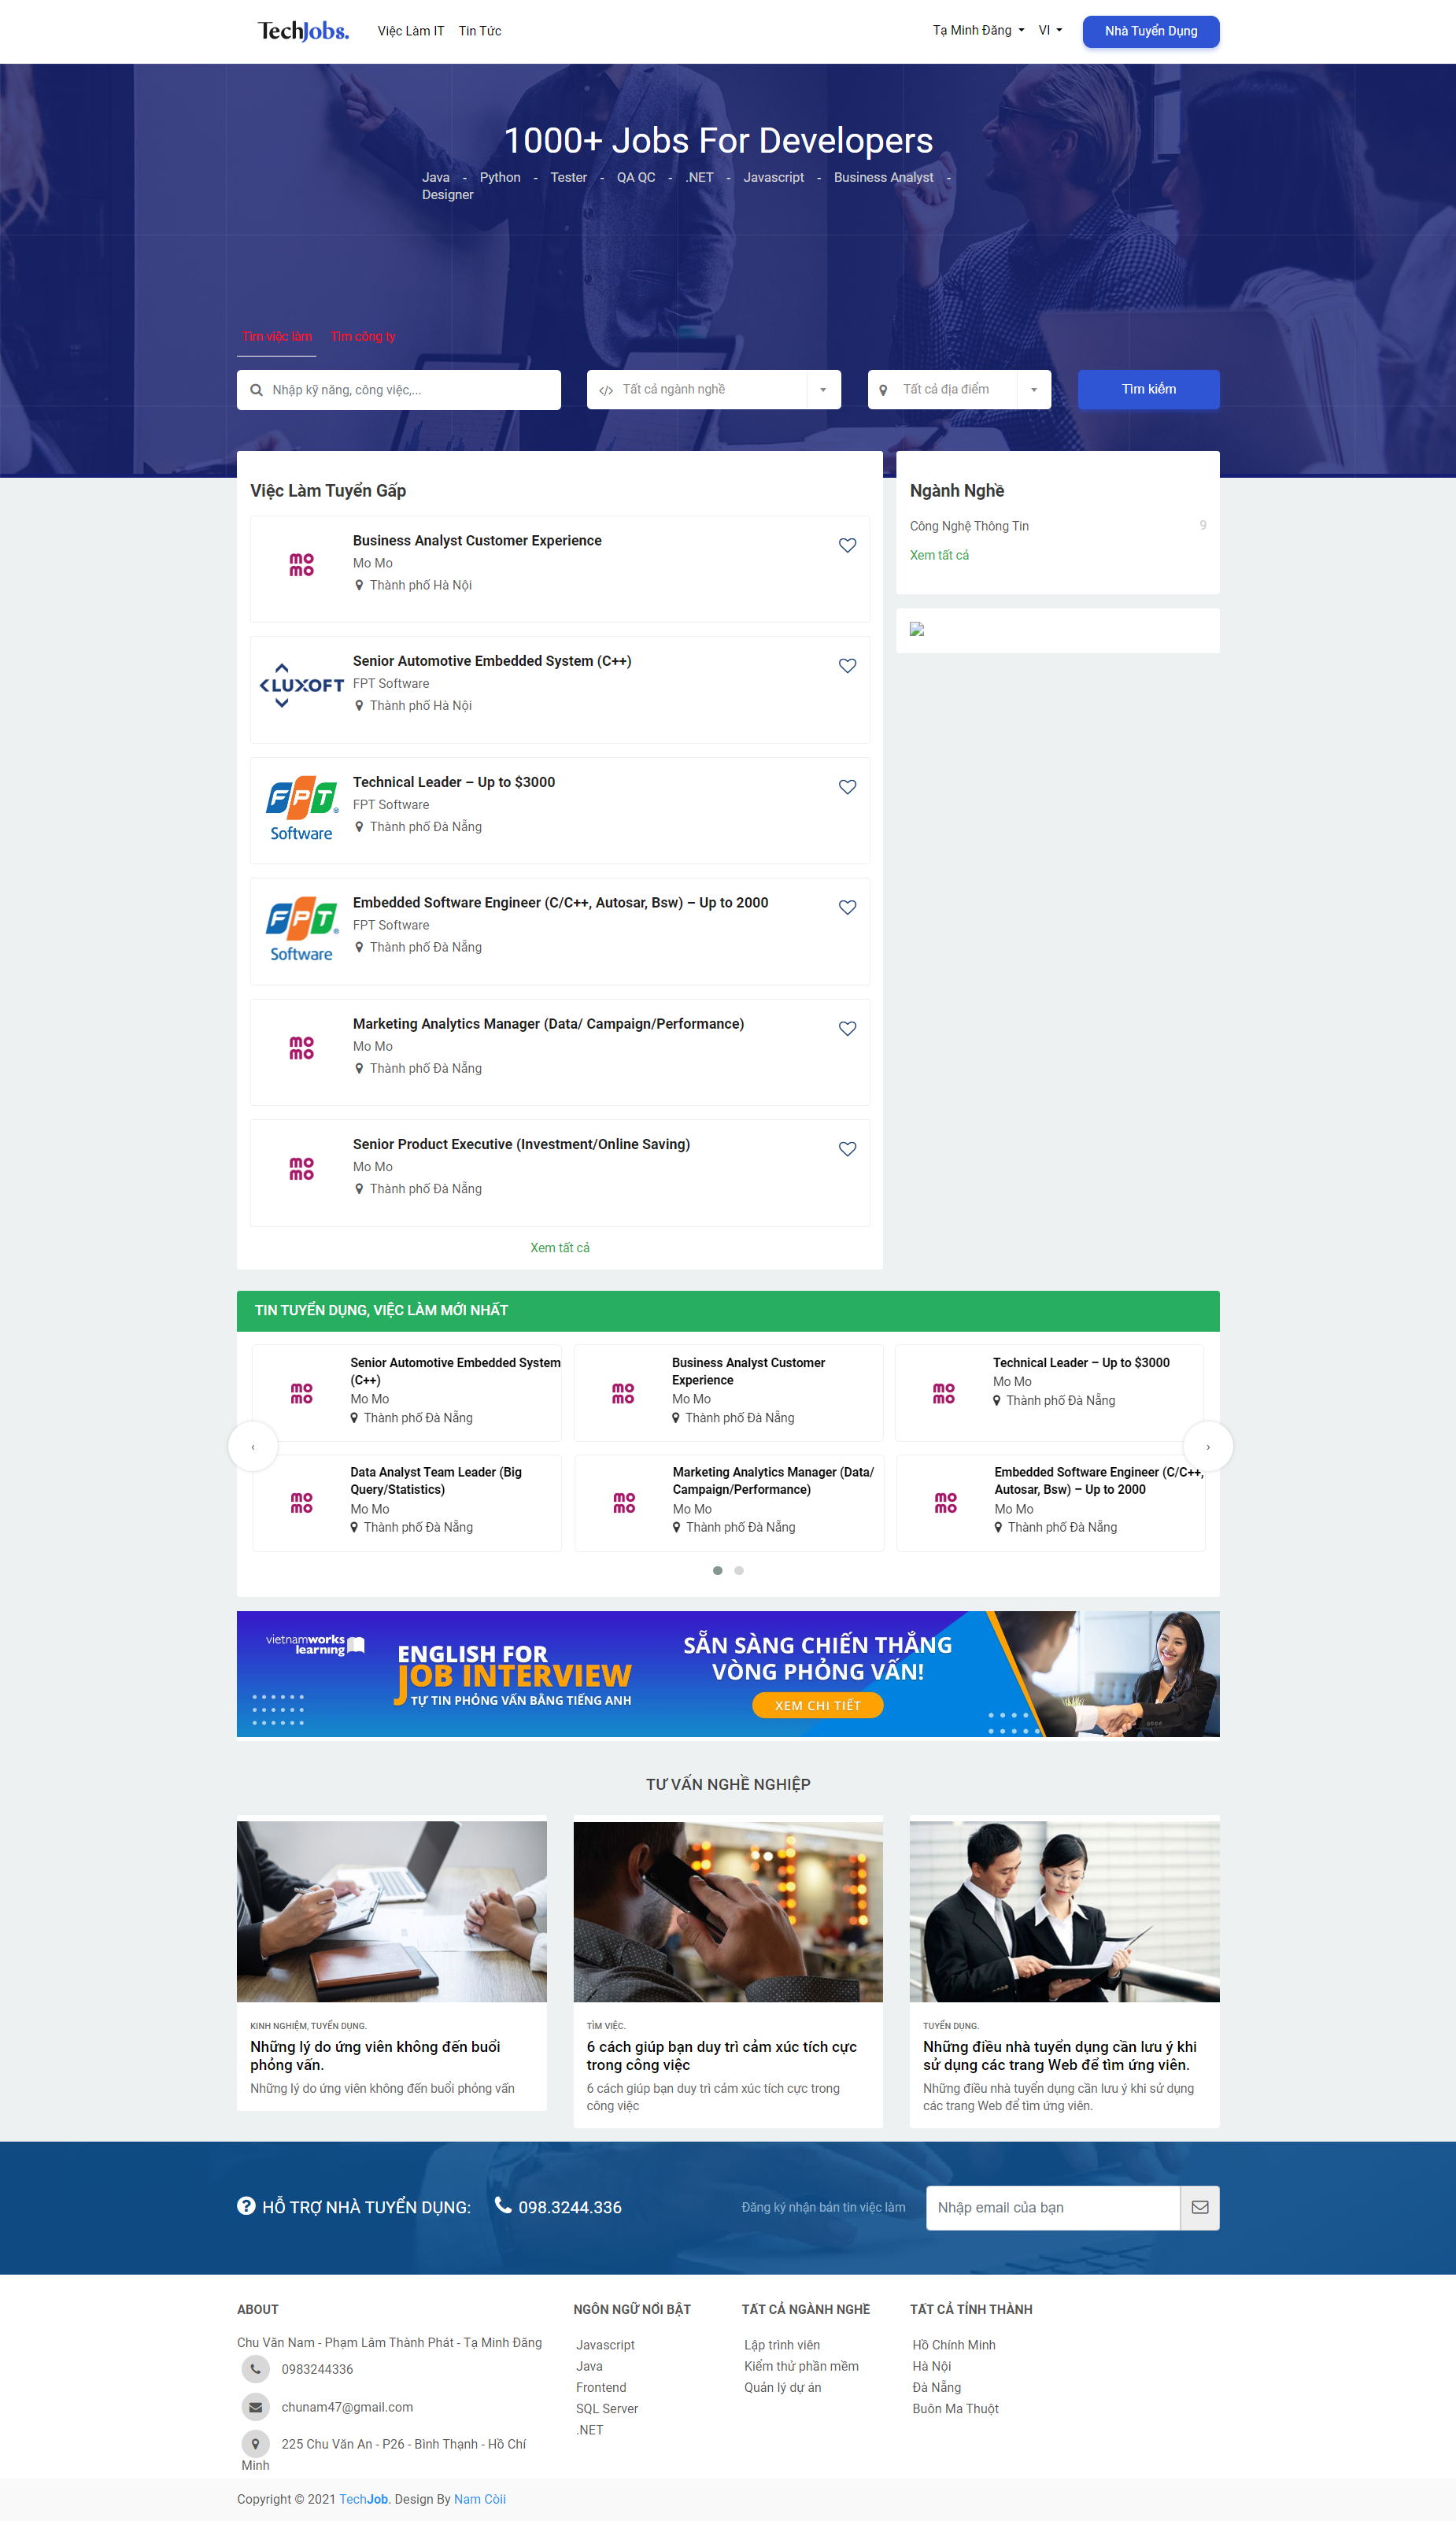 TechJobs.
Việc Làm IT
Tin Tức
Tạ Minh Đăng
VI
Nhà Tuyển Dụng
1000+ Jobs For Developers
Java - Python - Tester - QA QC - .NET - Javascript - Business Analyst -
Designer
Tìm việc làm
Tìm công ty
Nhập kỹ năng, công việc,...
Tất cả ngành nghề
Tất cả địa điểm
Tìm kiếm
Việc Làm Tuyển Gấp
MOMO
Business Analyst Customer Experience
Mo Mo
Thành phố Hà Nội
LUXOFT
Senior Automotive Embedded System (C++)
FPT Software
Thành phố Hà Nội
FPT
Software
Technical Leader – Up to $3000
FPT Software
Thành phố Đà Nẵng
FPT
Software
Embedded Software Engineer (C/C++, Autosar, Bsw) – Up to 2000
FPT Software
Thành phố Đà Nẵng
MOMO
Marketing Analytics Manager (Data/ Campaign/Performance)
Mo Mo
Thành phố Đà Nẵng
MOMO
Senior Product Executive (Investment/Online Saving)
Mo Mo
Thành phố Đà Nẵng
Xem tất cả
Ngành Nghề
Công Nghệ Thông Tin 9
Xem tất cả
TIN TUYỂN DỤNG, VIỆC LÀM MỚI NHẤT
MOMO
Senior Automotive Embedded System
(C++)
Mo Mo
Thành phố Đà Nẵng
MOMO
Business Analyst Customer
Experience
Mo Mo
Thành phố Đà Nẵng
MOMO
Technical Leader – Up to $3000
Mo Mo
Thành phố Đà Nẵng
MOMO
Data Analyst Team Leader (Big
Query/Statistics)
Mo Mo
Thành phố Đà Nẵng
MOMO
Marketing Analytics Manager (Data/
Campaign/Performance)
Mo Mo
Thành phố Đà Nẵng
MOMO
Embedded Software Engineer (C/C++,
Autosar, Bsw) – Up to 2000
Mo Mo
Thành phố Đà Nẵng
vietnamworks
learning
ENGLISH FOR
JOB INTERVIEW
TỰ TIN PHỎNG VẤN BẰNG TIẾNG ANH
SẴN SÀNG CHIẾN THẮNG
VÒNG PHỎNG VẤN!
XEM CHI TIẾT
TƯ VẤN NGHỀ NGHIỆP
KINH NGHIỆM, TUYỂN DỤNG.
Những lý do ứng viên không đến buổi
phỏng vấn.
Những lý do ứng viên không đến buổi phỏng vấn
TÌM VIỆC.
6 cách giúp bạn duy trì cảm xúc tích cực
trong công việc
6 cách giúp bạn duy trì cảm xúc tích cực trong
công việc
TUYỂN DỤNG.
Những điều nhà tuyển dụng cần lưu ý khi
sử dụng các trang Web để tìm ứng viên.
Những điều nhà tuyển dụng cần lưu ý khi sử dụng
các trang Web để tìm ứng viên.
HỖ TRỢ NHÀ TUYỂN DỤNG:
098.3244.336
Đăng ký nhận bản tin việc làm
Nhập email của bạn
ABOUT
Chu Văn Nam - Phạm Lâm Thành Phát - Tạ Minh Đăng
0983244336
chunam47@gmail.com
225 Chu Văn An - P26 - Bình Thạnh - Hồ Chí
Minh
NGÔN NGỮ NỔI BẬT
Javascript
Java
Frontend
SQL Server
.NET
TẤT CẢ NGÀNH NGHỀ
Lập trình viên
Kiểm thử phần mềm
Quản lý dự án
TẤT CẢ TỈNH THÀNH
Hồ Chính Minh
Hà Nội
Đà Nẵng
Buôn Ma Thuột
Copyright © 2021 TechJob. Design By Nam Còii